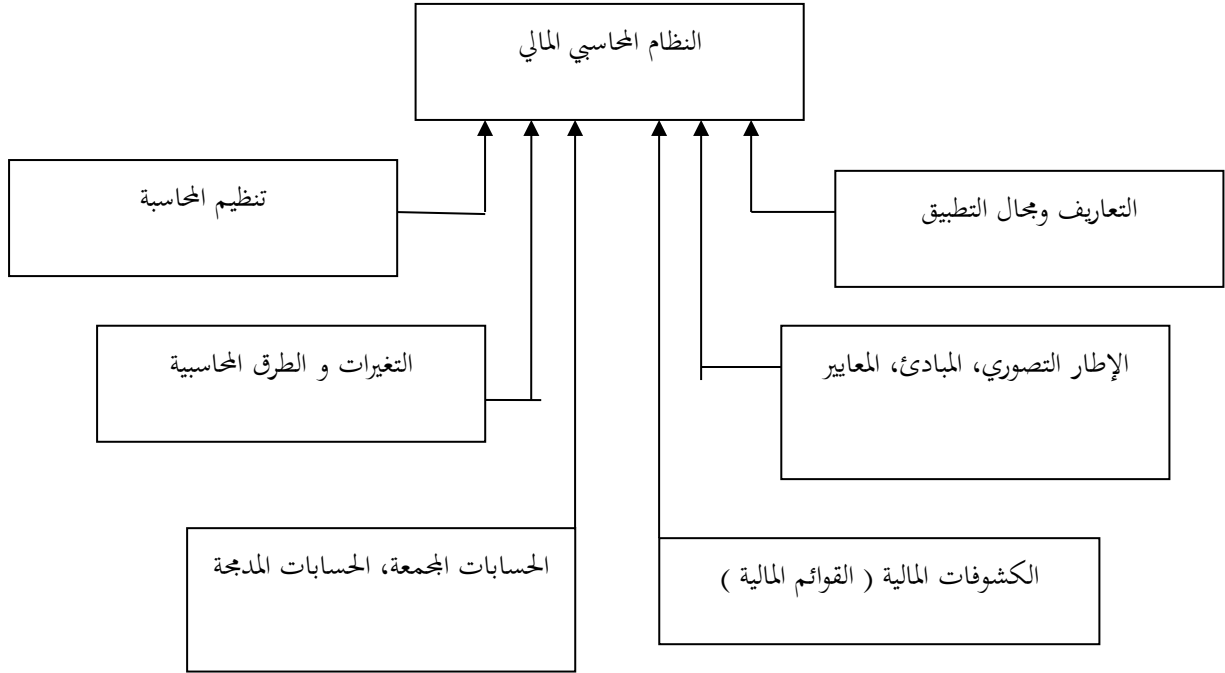 النظام المحاسبي المالي
تنظيم المحاسبة
التعاريف ومجال التطبيق
التغيرات و الطرق المحاسبية
الإطار التصوري، المبادئ، المعايير
الحسابات المجمعة، الحسابات المدمجة
الكشوفات المالية ( القوائم المالية )